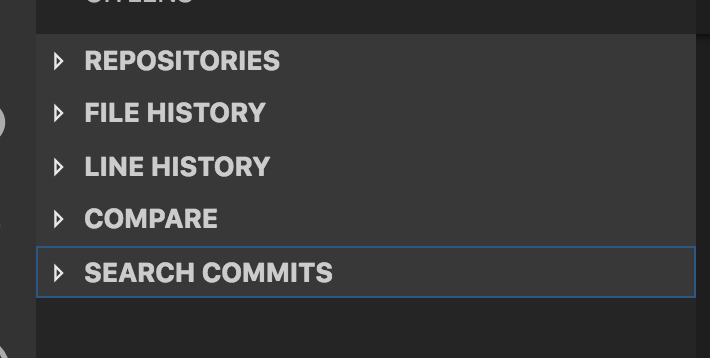 REPOSITORIES
FILE HISTORY
LINE HISTORY
COMPARE
SEARCH COMMITS